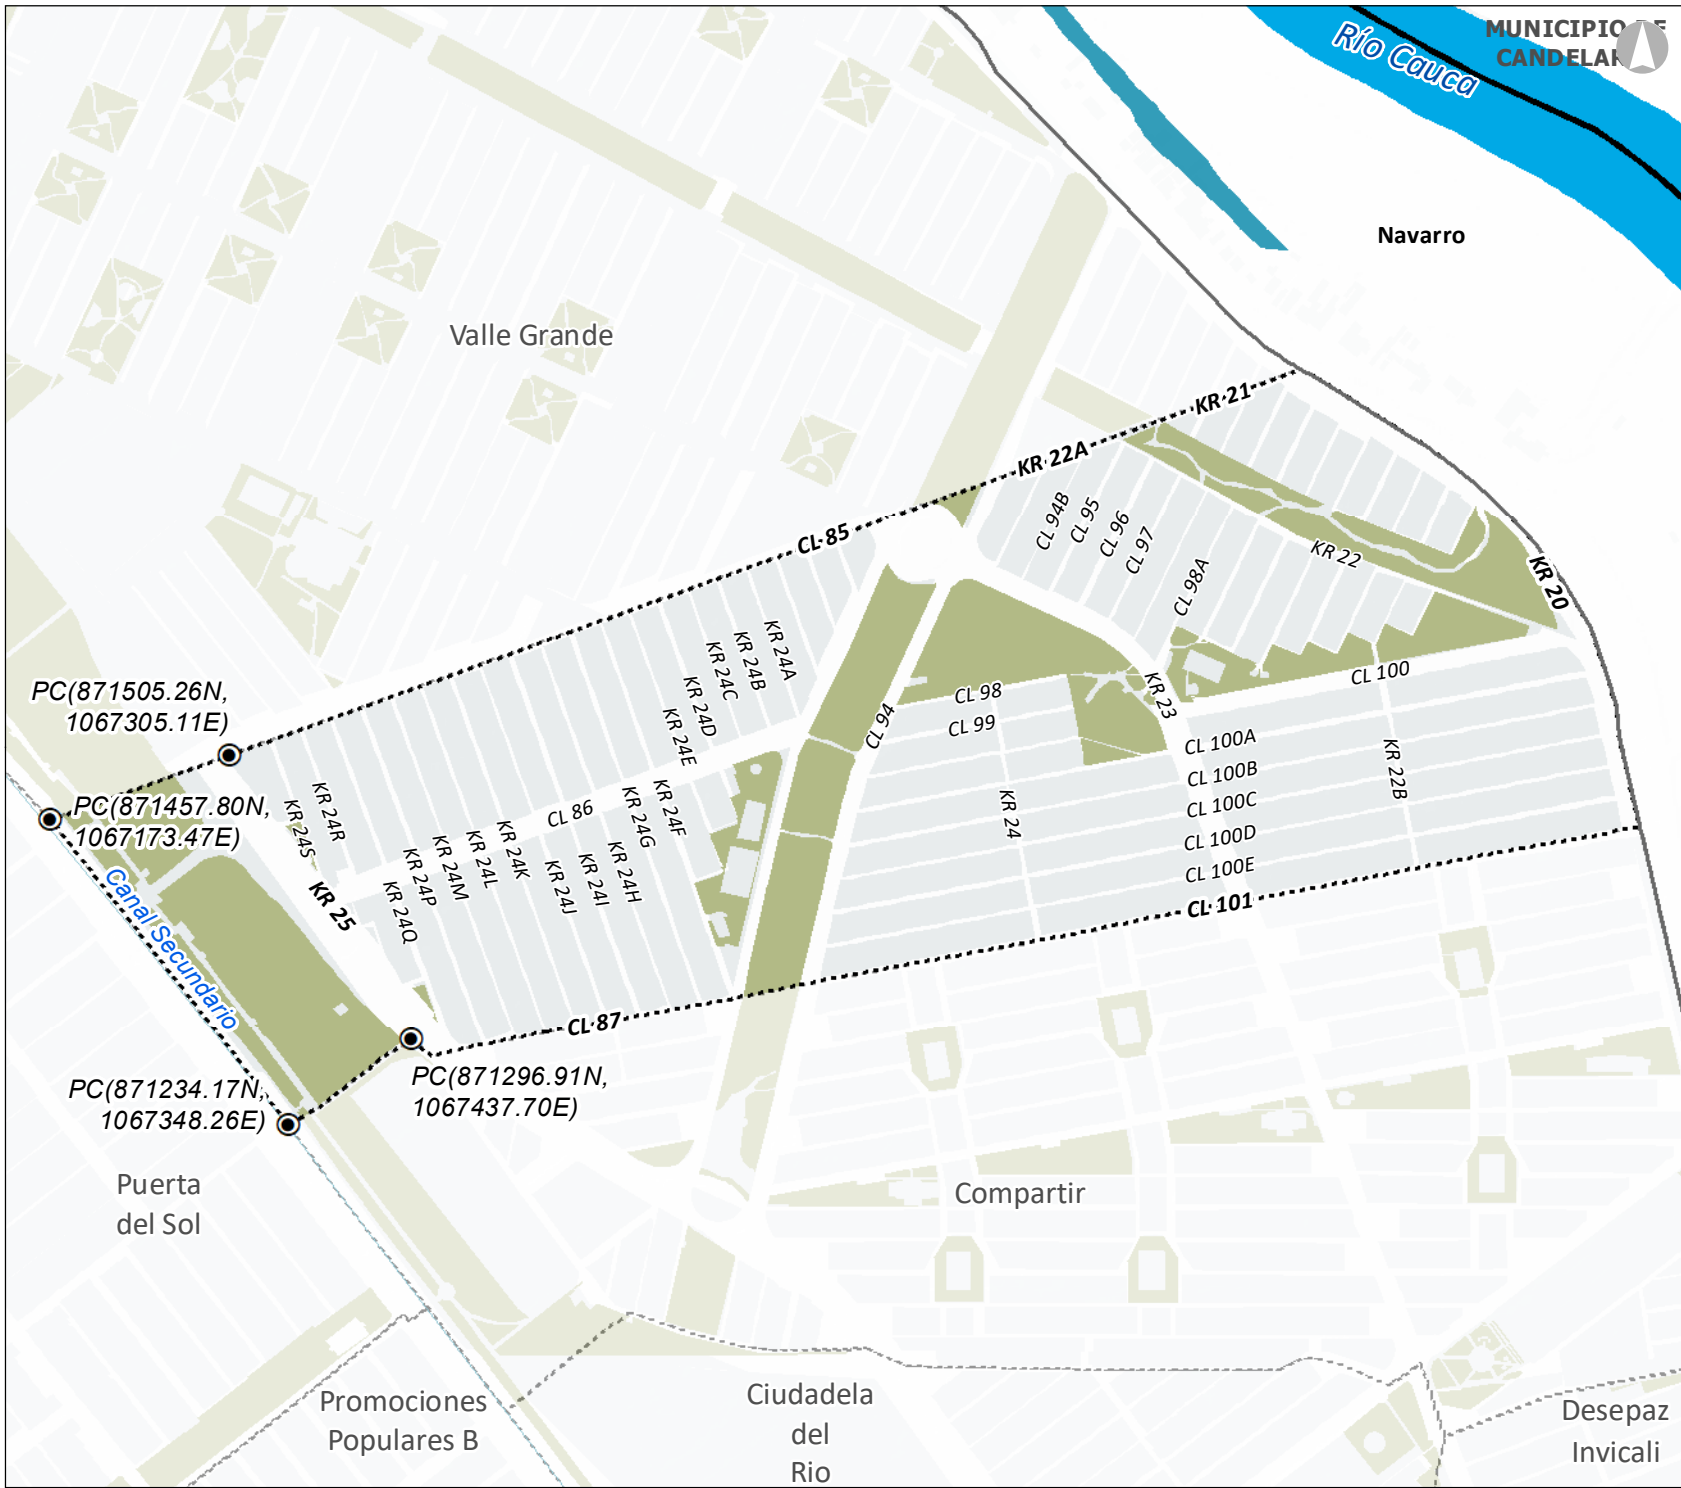 MUNICIPIO DE
Río Cauca
Navarro
Valle Grande
KR 21
KR 22A
CL 85
CL 94B
CL 95
CL 96
CL 97
CL 98A
KR 22
KR 20
KR 24A
KR 24B
KR 24C
KR 24D
KR 24E
CL 94
CL 98
CL 99
KR 23
CL 100
PC(871505.26N,
1067305.11E)
PC(871457.80N,
1067173.47E)
CL 100A
CL 100B
CL 100C
CL 100D
CL 100E
KR 22B
KR 24
CL 101
CL 86
KR 24R
KR 24S
KR 24F
KR 24G
KR 24H
KR 24I
KR 24J
KR 24K
KR 24L
KR 24M
KR 24P
KR 24Q
KR 25
Canal Secundario
CL 87
PC(871296.91N,
1067437.70E)
PC(871234.17N,
1067348.26E)
Puerta
del Sol
Compartir
Promociones
Populares B
Ciudadela
del
Rio
Desepaz
Invicali